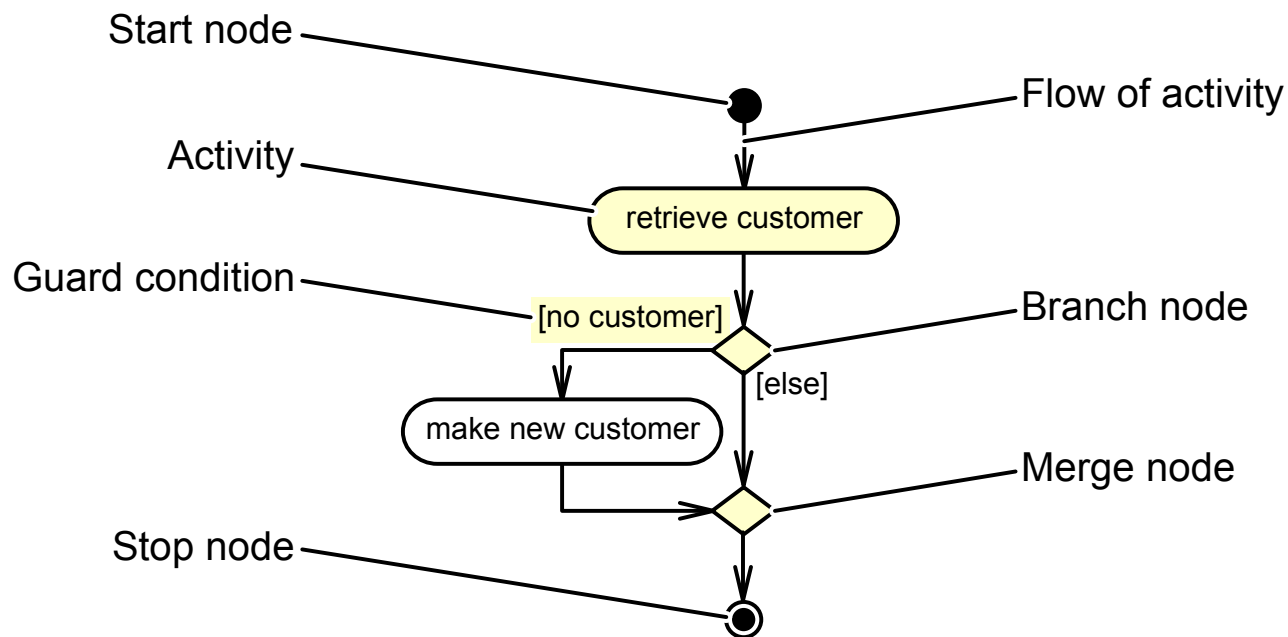 Start node
Flow of activity
Activity
retrieve customer
Guard condition
[no customer]
Branch node
[else]
make new customer
Merge node
Stop node